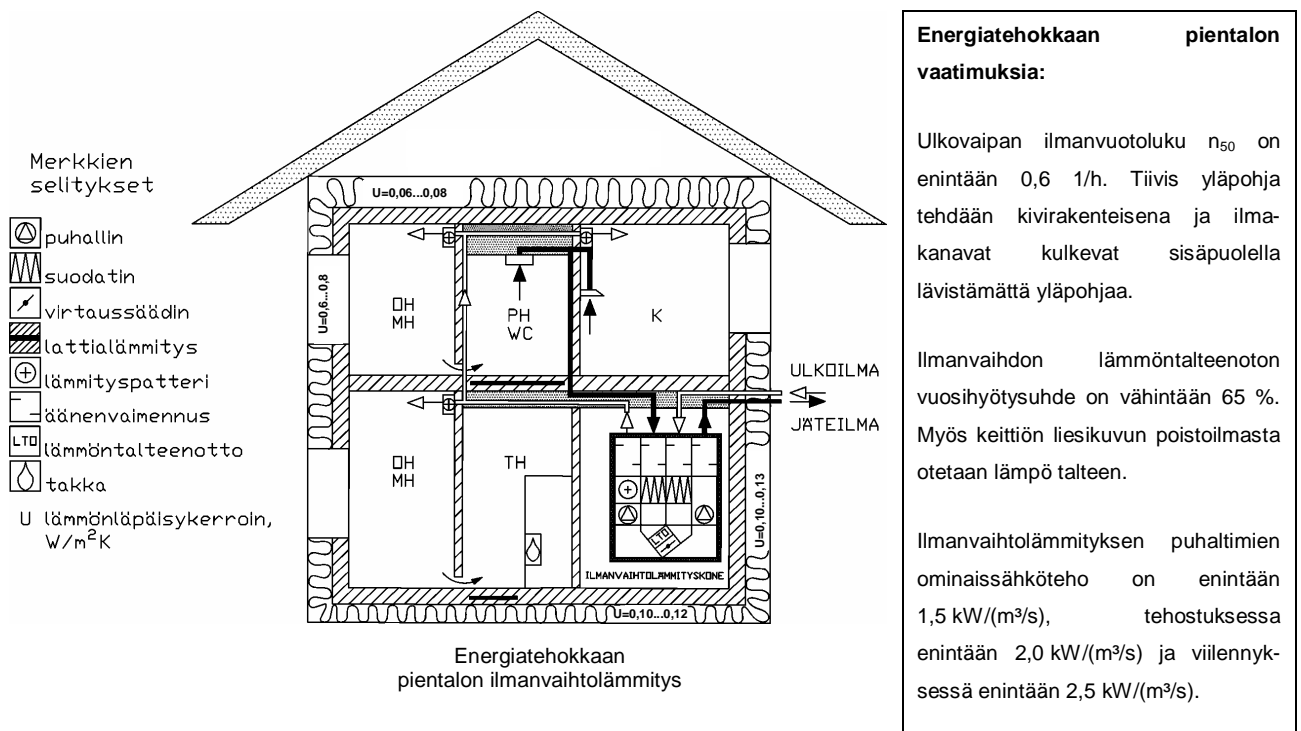 Merkkien
selitykset
puhallin
suodatin
virtaussäädin
lattialämmitys
lämmityspatteri
äänenvaimennus
LTO lämmöntalteenotto
takka
U lämmönläpäisykerroin,
W/m²K
U=0,06...0,08
U=0,6...0,8
OH
MH
PH
WC
K
ULKOILMA
JÄTEILMA
OH
MH
TH
LTO
U=0,10...0,13
ILMANVAIHTOLÄMMITYSKONE
U=0,10...0,12
Energiatehokkaan
pientalon ilmanvaihtolämmitys
Energiatehokkaan pientalon
vaatimuksia:
Ulkovaipan ilmanvuotoluku n₅₀ on
enintään 0,6 1/h. Tiivis yläpohja
tehdään kivirakenteisena ja ilma-
kanavat kulkevat sisäpuolella
lävistämättä yläpohjaa.
Ilmanvaihdon lämmöntalteenoton
vuosihyötysuhde on vähintään 65 %.
Myös keittiön liesikuvun poistoilmasta
otetaan lämpö talteen.
Ilmanvaihtolämmityksen puhaltimien
ominaissähköteho on enintään
1,5 kW/(m³/s), tehostuksessa
enintään 2,0 kW/(m³/s) ja viilennyk-
sessä enintään 2,5 kW/(m³/s).